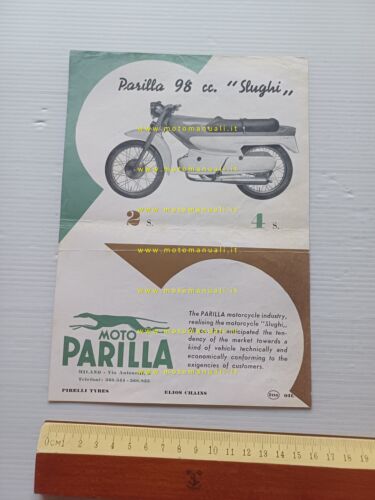 Parilla 98 cc. "Slughi„
www.motomanuali.it
www.motomanuali.it
www.motomanuali.it
2 S.
4 S.
www.motomanuali.it
www.motomanuali.it
MOTO
PARILLA
MILANO - Via
Telefoni:
The PARILLA motorcycle industry,
realising the motorcycle "Slughi„
98 cc. has anticipated the ten-
dency of the market towards a
kind of vehicle technically and
economically conforming to the
exigencies of customers.
PIRELLI TYRES
ELIOS CHAINS
0CM 1 2 3 4 5 6 7 8 9 10 11 12 13 14 15 16 17 18 19 20